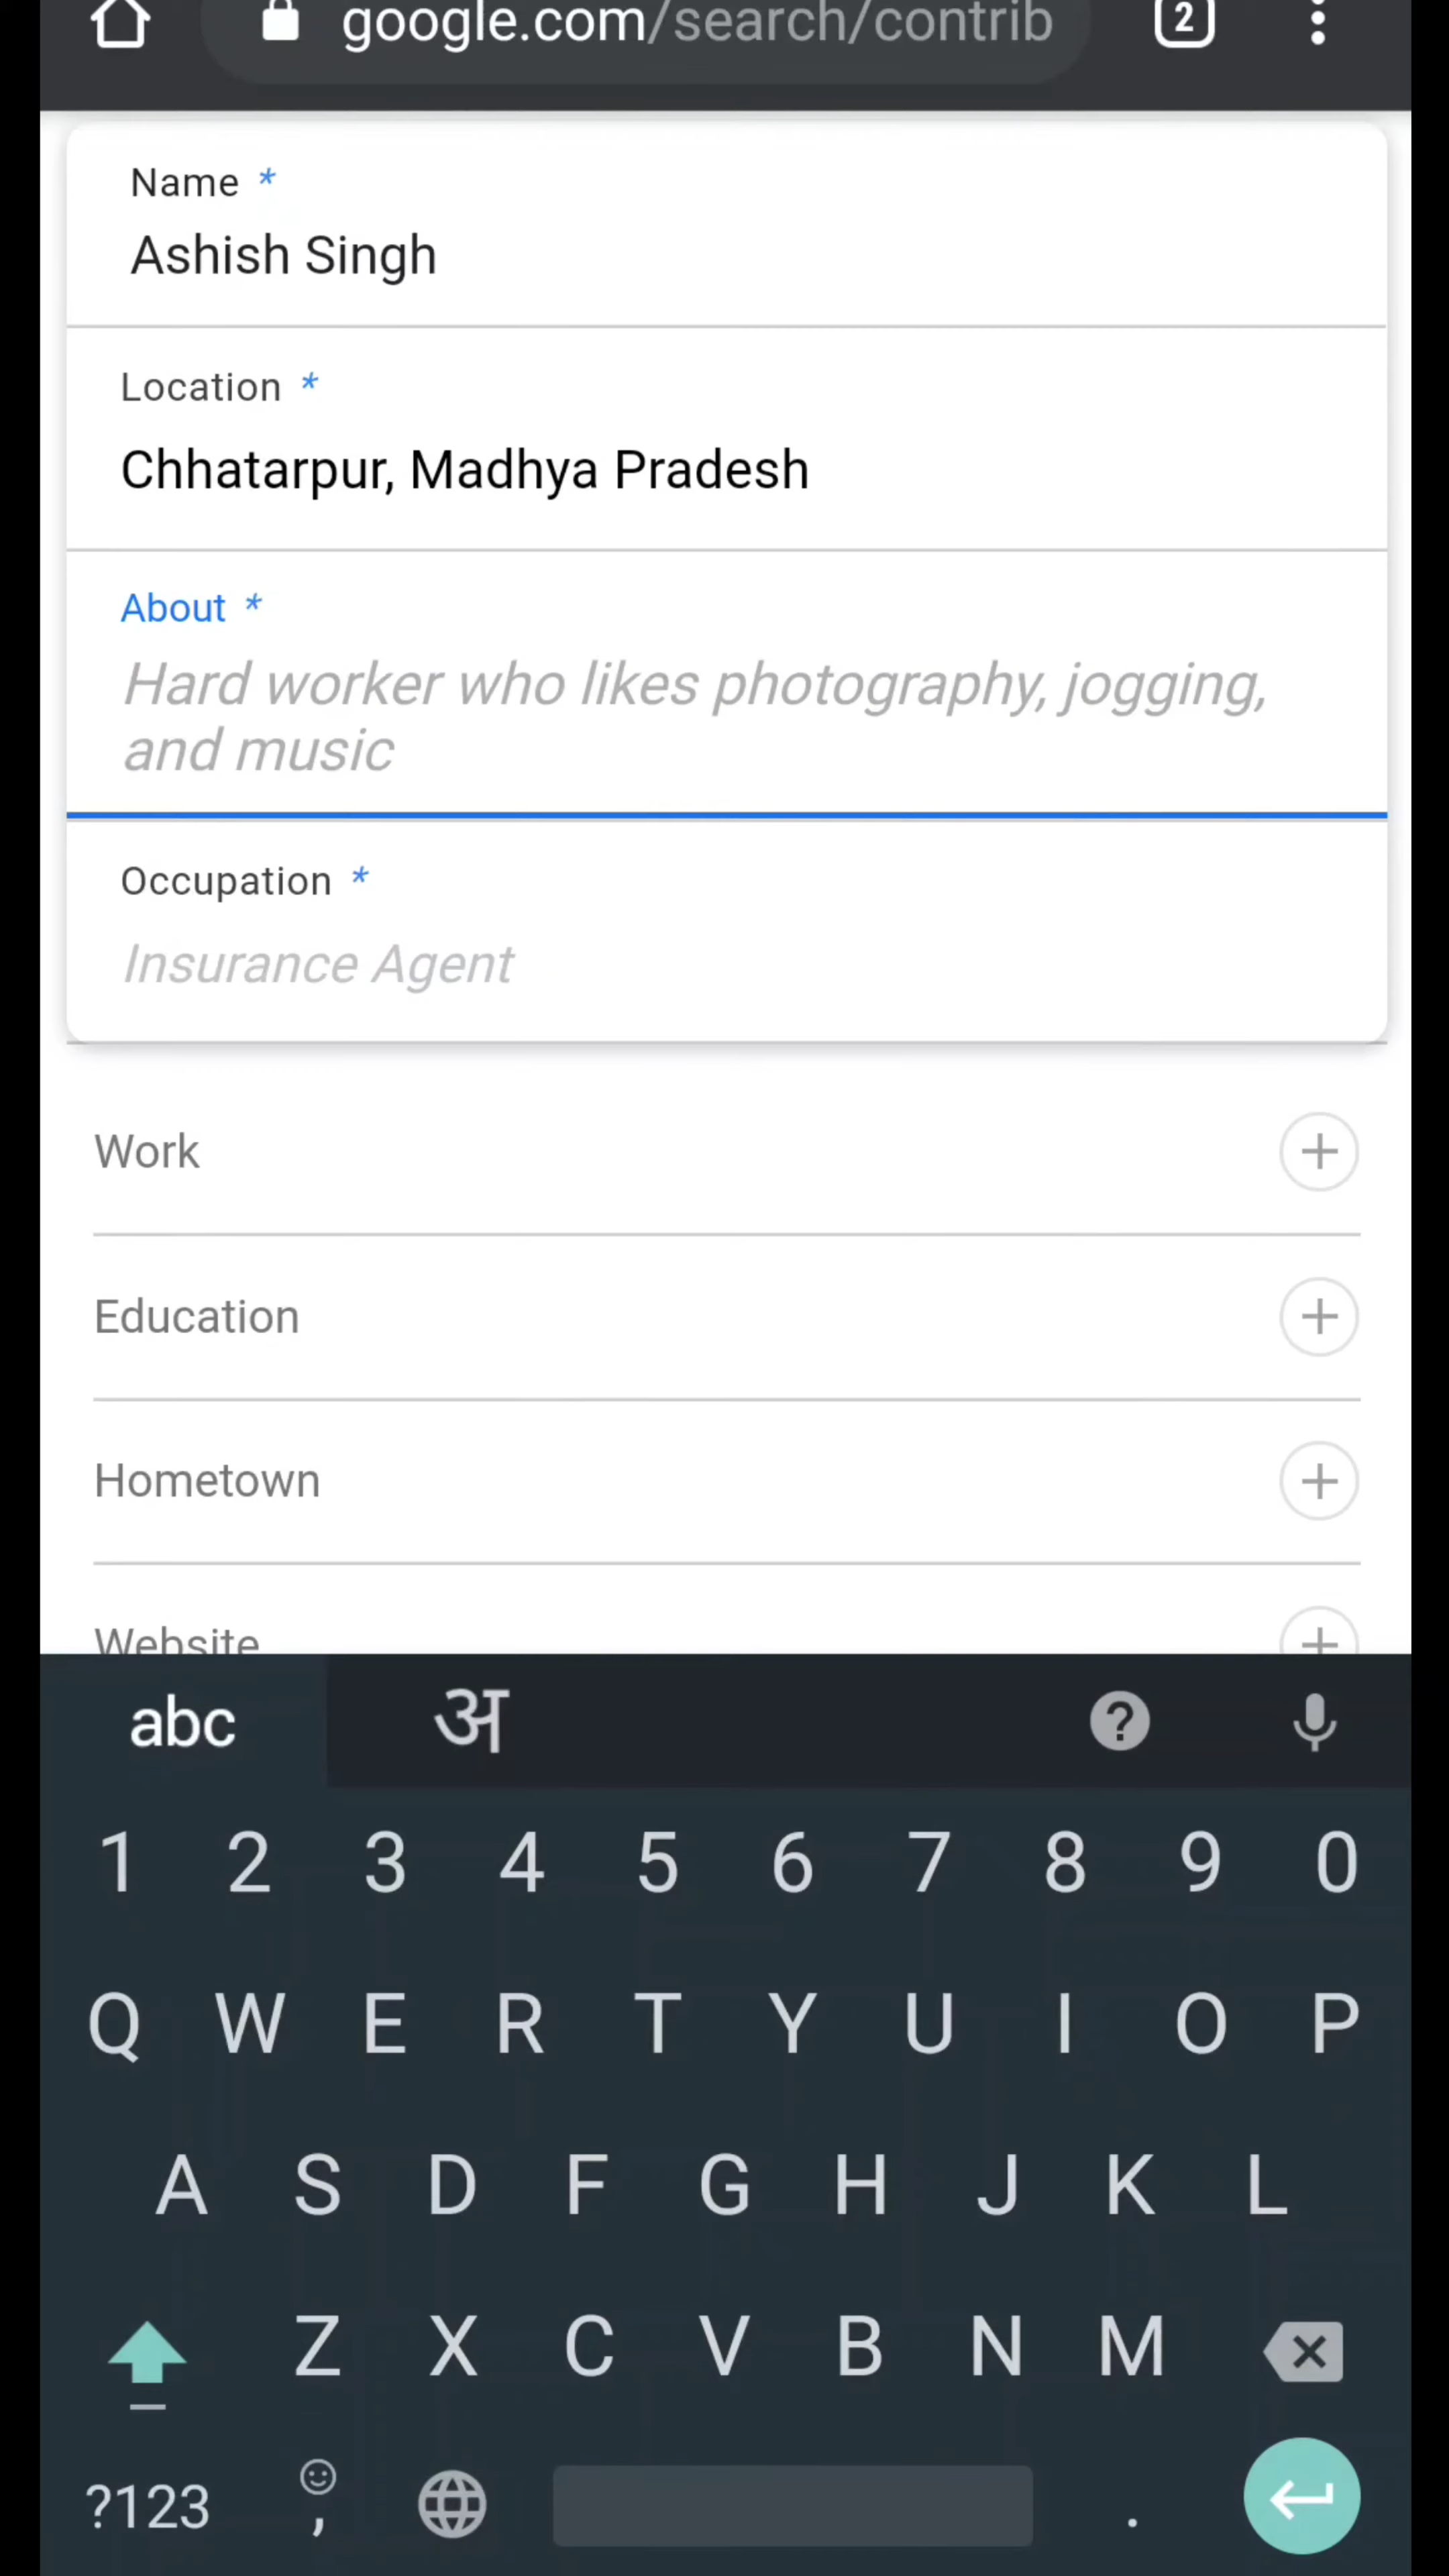 google.com/search/contrib
2
Name *
Ashish Singh
Location *
Chhatarpur, Madhya Pradesh
About *
Hard worker who likes photography, jogging,
and music
Occupation *
Insurance Agent
Work
Education
Hometown
Website
abc अ
1 2 3 4 5 6 7 8 9 0
Q W E R T Y U I O P
A S D F G H J K L
Z X C V B N M
?123 , .